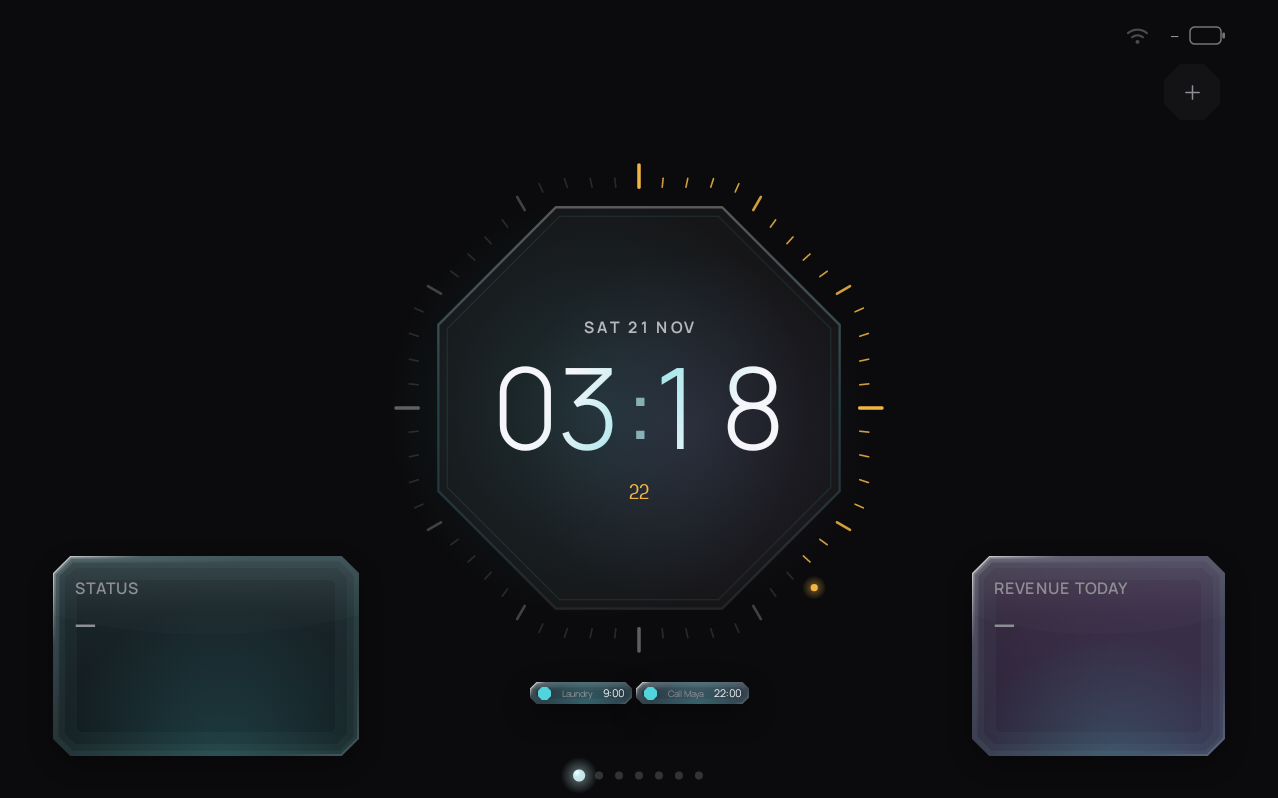 SAT 21 NOV
03:18
22
STATUS
—
REVENUE TODAY
—
Laundry 9:00
Call Maya 22:00